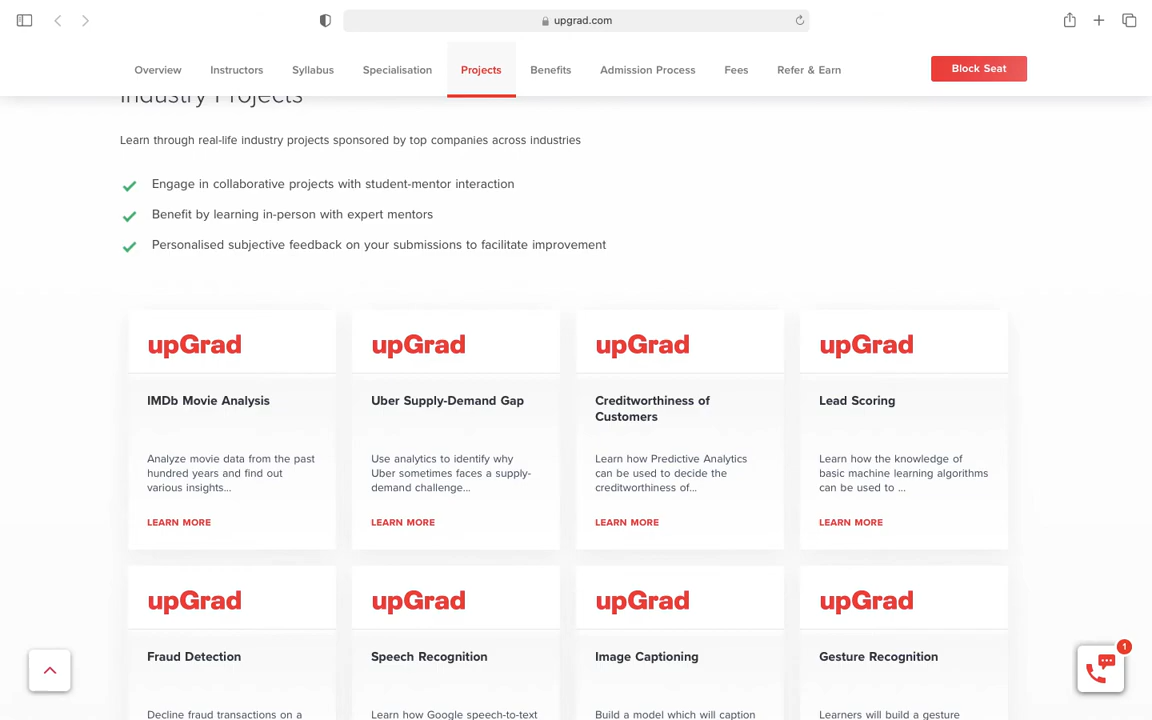 upgrad.com
Overview
Instructors
Syllabus
Specialisation
Projects
Benefits
Admission Process
Fees
Refer & Earn
Block Seat
Industry Projects
Learn through real-life industry projects sponsored by top companies across industries
Engage in collaborative projects with student-mentor interaction
Benefit by learning in-person with expert mentors
Personalised subjective feedback on your submissions to facilitate improvement
upGrad
IMDb Movie Analysis
Analyze movie data from the past
hundred years and find out
various insights...
LEARN MORE
upGrad
Uber Supply-Demand Gap
Use analytics to identify why
Uber sometimes faces a supply-
demand challenge...
LEARN MORE
upGrad
Creditworthiness of
Customers
Learn how Predictive Analytics
can be used to decide the
creditworthiness of...
LEARN MORE
upGrad
Lead Scoring
Learn how the knowledge of
basic machine learning algorithms
can be used to ...
LEARN MORE
upGrad
Fraud Detection
Decline fraud transactions on a
upGrad
Speech Recognition
Learn how Google speech-to-text
upGrad
Image Captioning
Build a model which will caption
upGrad
Gesture Recognition
Learners will build a gesture
1